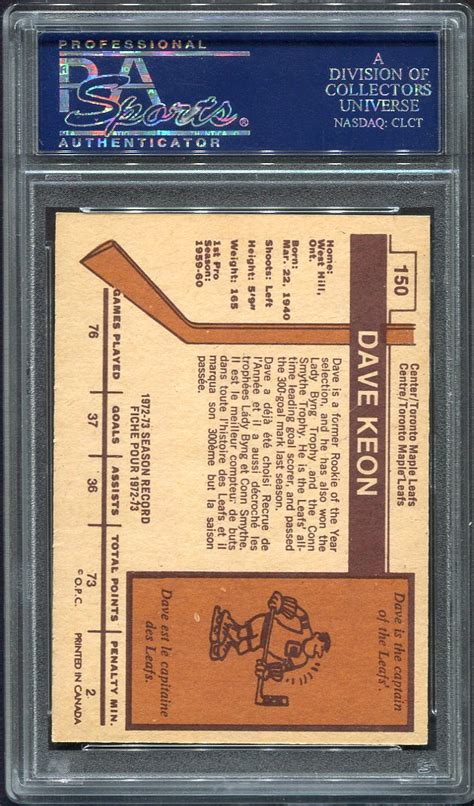 PROFESSIONAL
PSA
Sports
®
AUTHENTICATOR
A
DIVISION OF
COLLECTORS
UNIVERSE
NASDAQ: CLCT
150
DAVE KEON
Center/Toronto Maple Leafs
Centre/Toronto Maple Leafs
Home:
West Hill,
Ont.
Born:
Mar. 22, 1940
Shoots: Left
Height: 5/9"
Weight: 165
1st Pro
Season:
1959-60
Dave is a former Rookie of the Year
selection, and he has also won the
Lady Byng Trophy and the Conn
Smythe Trophy. He is the Leafs' all-
time leading goal scorer, and passed
the 300-goal mark last season.
Dave a déjà été choisi Recrue de
l'Année et il a aussi décroché les
trophées Lady Byng et Conn Smythe.
Il est le meilleur compteur de buts
dans toute l'histoire des Leafs et il
marqua son 300ème but la saison
passée.
Dave is the captain
of the Leafs'.
Dave est le capitaine
des Leafs.
1972-73 SEASON RECORD
FICHE POUR 1972-73
GAMES PLAYED GOALS ASSISTS TOTAL POINTS PENALTY MIN.
76 37 36 73 2
© O.P.C. PRINTED IN CANADA